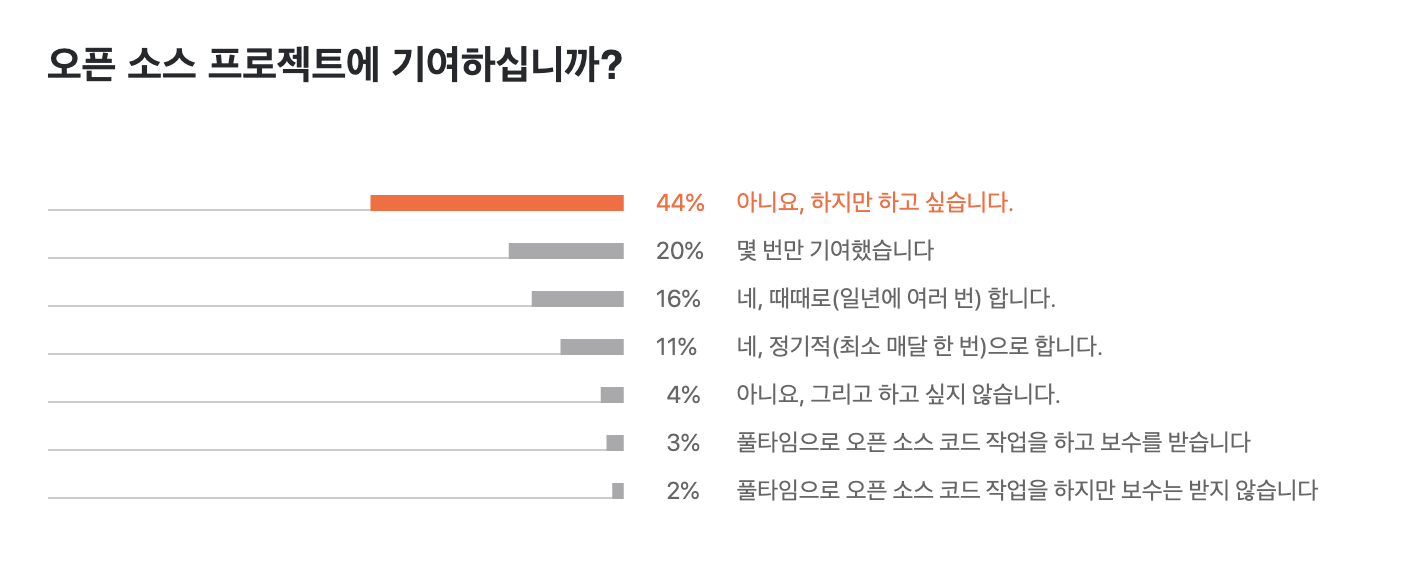 오픈 소스 프로젝트에 기여하십니까?
44% 아니요, 하지만 하고 싶습니다.
20% 몇 번만 기여했습니다
16% 네, 때때로(일년에 여러 번) 합니다.
11% 네, 정기적(최소 매달 한 번)으로 합니다.
4% 아니요, 그리고 하고 싶지 않습니다.
3% 풀타임으로 오픈 소스 코드 작업을 하고 보수를 받습니다
2% 풀타임으로 오픈 소스 코드 작업을 하지만 보수는 받지 않습니다